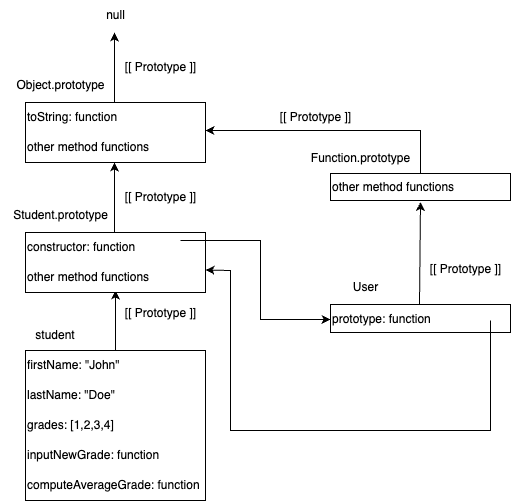 null
[[ Prototype ]]
Object.prototype
toString: function
other method functions
[[ Prototype ]]
Function.prototype
other method functions
[[ Prototype ]]
Student.prototype
constructor: function
other method functions
[[ Prototype ]]
User
prototype: function
[[ Prototype ]]
student
firstName: "John"
lastName: "Doe"
grades: [1,2,3,4]
inputNewGrade: function
computeAverageGrade: function